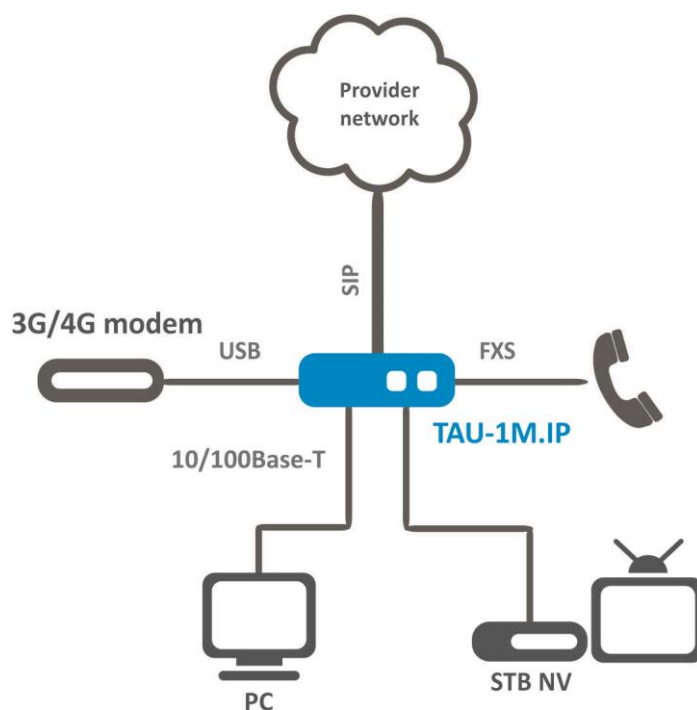 Provider
network
SIP
3G/4G modem
USB
FXS
TAU-1M.IP
10/100Base-T
PC
STB NV